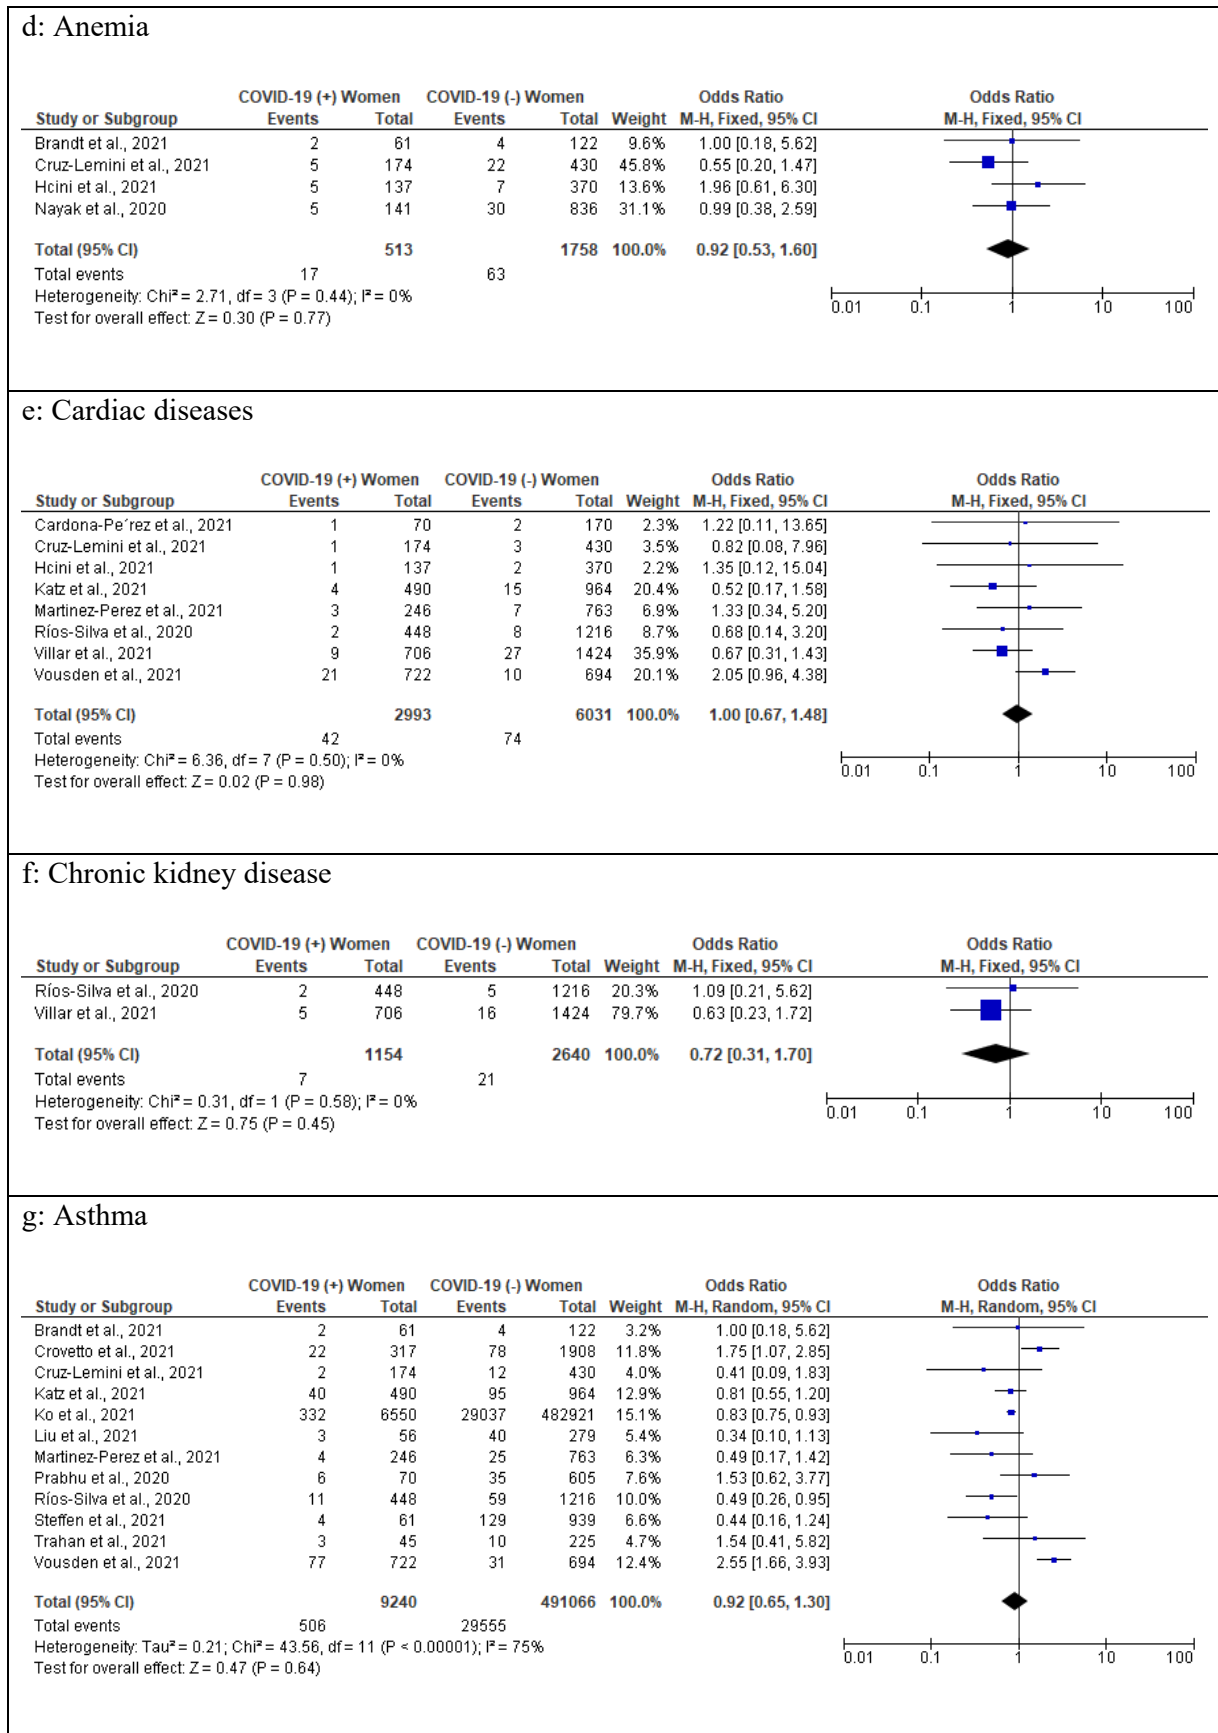 d: Anemia
COVID-19 (+) Women COVID-19 (-) Women Odds Ratio Odds Ratio
Study or Subgroup Events Total Events Total Weight M-H, Fixed, 95% CI M-H, Fixed, 95% CI
Brandt et al., 2021 2 61 4 122 9.6% 1.00 [0.18, 5.62]
Cruz-Lemini et al., 2021 5 174 22 430 45.8% 0.55 [0.20, 1.47]
Hcini et al., 2021 5 137 7 370 13.6% 1.96 [0.61, 6.30]
Nayak et al., 2020 5 141 30 836 31.1% 0.99 [0.38, 2.59]
Total (95% CI) 513 1758 100.0% 0.92 [0.53, 1.60]
Total events 17 63
Heterogeneity: Chi² = 2.71, df = 3 (P = 0.44); I² = 0%
Test for overall effect: Z = 0.30 (P = 0.77)
0.01 0.1 1 10 100
e: Cardiac diseases
COVID-19 (+) Women COVID-19 (-) Women Odds Ratio Odds Ratio
Study or Subgroup Events Total Events Total Weight M-H, Fixed, 95% CI M-H, Fixed, 95% CI
Cardona-Pe´rez et al., 2021 1 70 2 170 2.3% 1.22 [0.11, 13.65]
Cruz-Lemini et al., 2021 1 174 3 430 3.5% 0.82 [0.08, 7.96]
Hcini et al., 2021 1 137 2 370 2.2% 1.35 [0.12, 15.04]
Katz et al., 2021 4 490 15 964 20.4% 0.52 [0.17, 1.58]
Martinez-Perez et al., 2021 3 246 7 763 6.9% 1.33 [0.34, 5.20]
Ríos-Silva et al., 2020 2 448 8 1216 8.7% 0.68 [0.14, 3.20]
Villar et al., 2021 9 706 27 1424 35.9% 0.67 [0.31, 1.43]
Vousden et al., 2021 21 722 10 694 20.1% 2.05 [0.96, 4.38]
Total (95% CI) 2993 6031 100.0% 1.00 [0.67, 1.48]
Total events 42 74
Heterogeneity: Chi² = 6.36, df = 7 (P = 0.50); I² = 0%
Test for overall effect: Z = 0.02 (P = 0.98)
0.01 0.1 1 10 100
f: Chronic kidney disease
COVID-19 (+) Women COVID-19 (-) Women Odds Ratio Odds Ratio
Study or Subgroup Events Total Events Total Weight M-H, Fixed, 95% CI M-H, Fixed, 95% CI
Ríos-Silva et al., 2020 2 448 5 1216 20.3% 1.09 [0.21, 5.62]
Villar et al., 2021 5 706 16 1424 79.7% 0.63 [0.23, 1.72]
Total (95% CI) 1154 2640 100.0% 0.72 [0.31, 1.70]
Total events 7 21
Heterogeneity: Chi² = 0.31, df = 1 (P = 0.58); I² = 0%
Test for overall effect: Z = 0.75 (P = 0.45)
0.01 0.1 1 10 100
g: Asthma
COVID-19 (+) Women COVID-19 (-) Women Odds Ratio Odds Ratio
Study or Subgroup Events Total Events Total Weight M-H, Random, 95% CI M-H, Random, 95% CI
Brandt et al., 2021 2 61 4 122 3.2% 1.00 [0.18, 5.62]
Crovetto et al., 2021 22 317 78 1908 11.8% 1.75 [1.07, 2.85]
Cruz-Lemini et al., 2021 2 174 12 430 4.0% 0.41 [0.09, 1.83]
Katz et al., 2021 40 490 95 964 12.9% 0.81 [0.55, 1.20]
Ko et al., 2021 332 6550 29037 482921 15.1% 0.83 [0.75, 0.93]
Liu et al., 2021 3 56 40 279 5.4% 0.34 [0.10, 1.13]
Martinez-Perez et al., 2021 4 246 25 763 6.3% 0.49 [0.17, 1.42]
Prabhu et al., 2020 6 70 35 605 7.6% 1.53 [0.62, 3.77]
Ríos-Silva et al., 2020 11 448 59 1216 10.0% 0.49 [0.26, 0.95]
Steffen et al., 2021 4 61 129 939 6.6% 0.44 [0.16, 1.24]
Trahan et al., 2021 3 45 10 225 4.7% 1.54 [0.41, 5.82]
Vousden et al., 2021 77 722 31 694 12.4% 2.55 [1.66, 3.93]
Total (95% CI) 9240 491066 100.0% 0.92 [0.65, 1.30]
Total events 506 29555
Heterogeneity: Tau² = 0.21; Chi² = 43.56, df = 11 (P < 0.00001); I² = 75%
Test for overall effect: Z = 0.47 (P = 0.64)
0.01 0.1 1 10 100